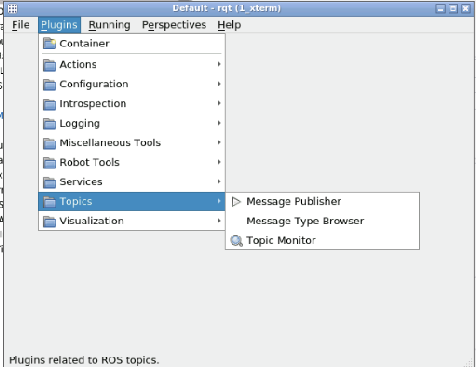 Default - rqt (1_xterm)
File Plugins Running Perspectives Help
Container
Actions
Configuration
Introspection
Logging
Miscellaneous Tools
Robot Tools
Services
Topics
Visualization
Message Publisher
Message Type Browser
Topic Monitor
Plugins related to ROS topics.